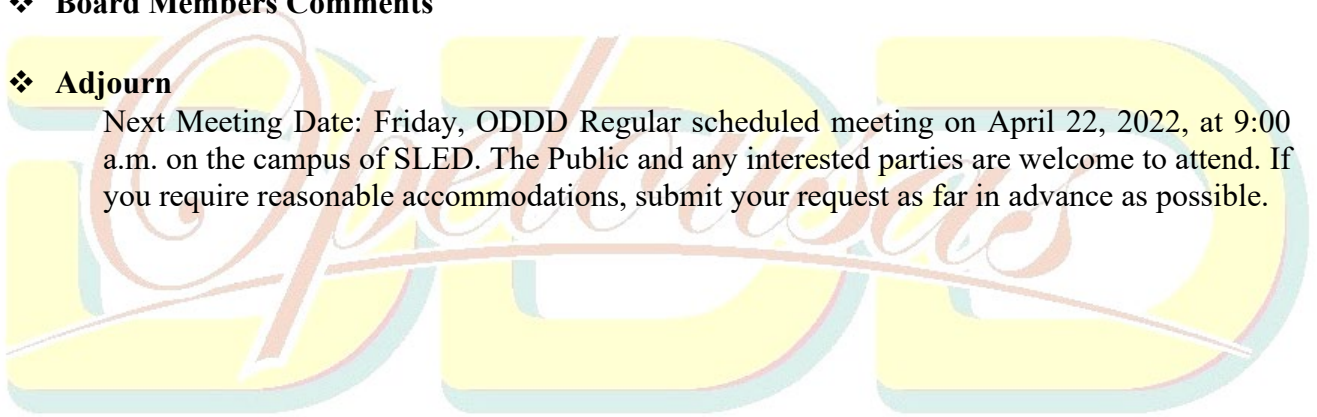 ❖ Board Members Comments
❖ Adjourn
Next Meeting Date: Friday, ODDD Regular scheduled meeting on April 22, 2022, at 9:00
a.m. on the campus of SLED. The Public and any interested parties are welcome to attend. If
you require reasonable accommodations, submit your request as far in advance as possible.
Opelousas
DDD